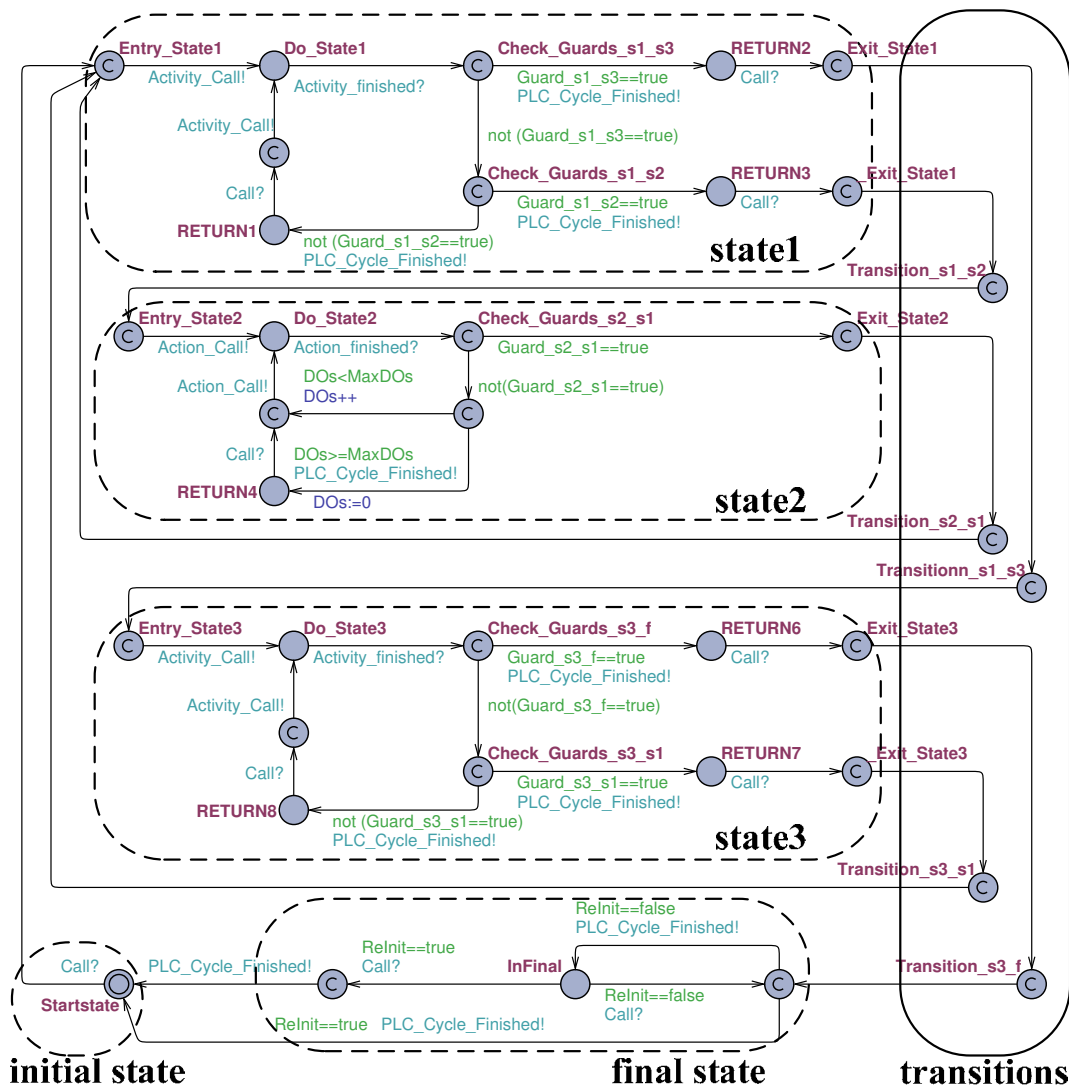 Entry_State1
Do_State1
Check_Guards_s1_s3
RETURN2
Exit_State1
Activity_Call!
Activity_finished?
Guard_s1_s3==true
Call?
PLC_Cycle_Finished!
C
C
C
Activity_Call!
not (Guard_s1_s3==true)
C
Check_Guards_s1_s2
RETURN3
_Exit_State1
Call?
C
C
Guard_s1_s2==true
Call?
PLC_Cycle_Finished!
RETURN1
not (Guard_s1_s2==true)
PLC_Cycle_Finished!
state1
Transition_s1_s2
C
Entry_State2
Do_State2
Check_Guards_s2_s1
Exit_State2
C
C
C
Action_Call!
Action_finished?
Guard_s2_s1==true
Action_Call!
DOs<MaxDOs
DOs++
not(Guard_s2_s1==true)
C
C
Call?
DOs>=MaxDOs
PLC_Cycle_Finished!
RETURN4
DOs:=0
state2
Transition_s2_s1
C
Transitionn_s1_s3
C
Entry_State3
Do_State3
Check_Guards_s3_f
RETURN6
Exit_State3
C
C
C
Activity_Call!
Activity_finished?
Guard_s3_f==true
Call?
PLC_Cycle_Finished!
Activity_Call!
not(Guard_s3_f==true)
C
Check_Guards_s3_s1
RETURN7
_Exit_State3
Call?
C
C
Guard_s3_s1==true
Call?
PLC_Cycle_Finished!
RETURN8
not (Guard_s3_s1==true)
PLC_Cycle_Finished!
state3
Transition_s3_s1
C
ReInit==false
PLC_Cycle_Finished!
ReInit==true
Call?
PLC_Cycle_Finished!
Call?
InFinal
Transition_s3_f
C
C
C
Startstate
ReInit==false
Call?
ReInit==true
PLC_Cycle_Finished!
initial state
final state
transitions